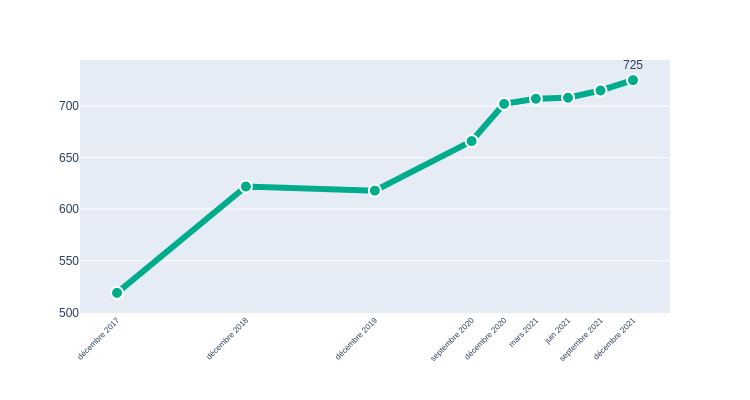 725
700
650
600
550
500
décembre 2017
décembre 2018
décembre 2019
septembre 2020
décembre 2020
mars 2021
juin 2021
septembre 2021
décembre 2021